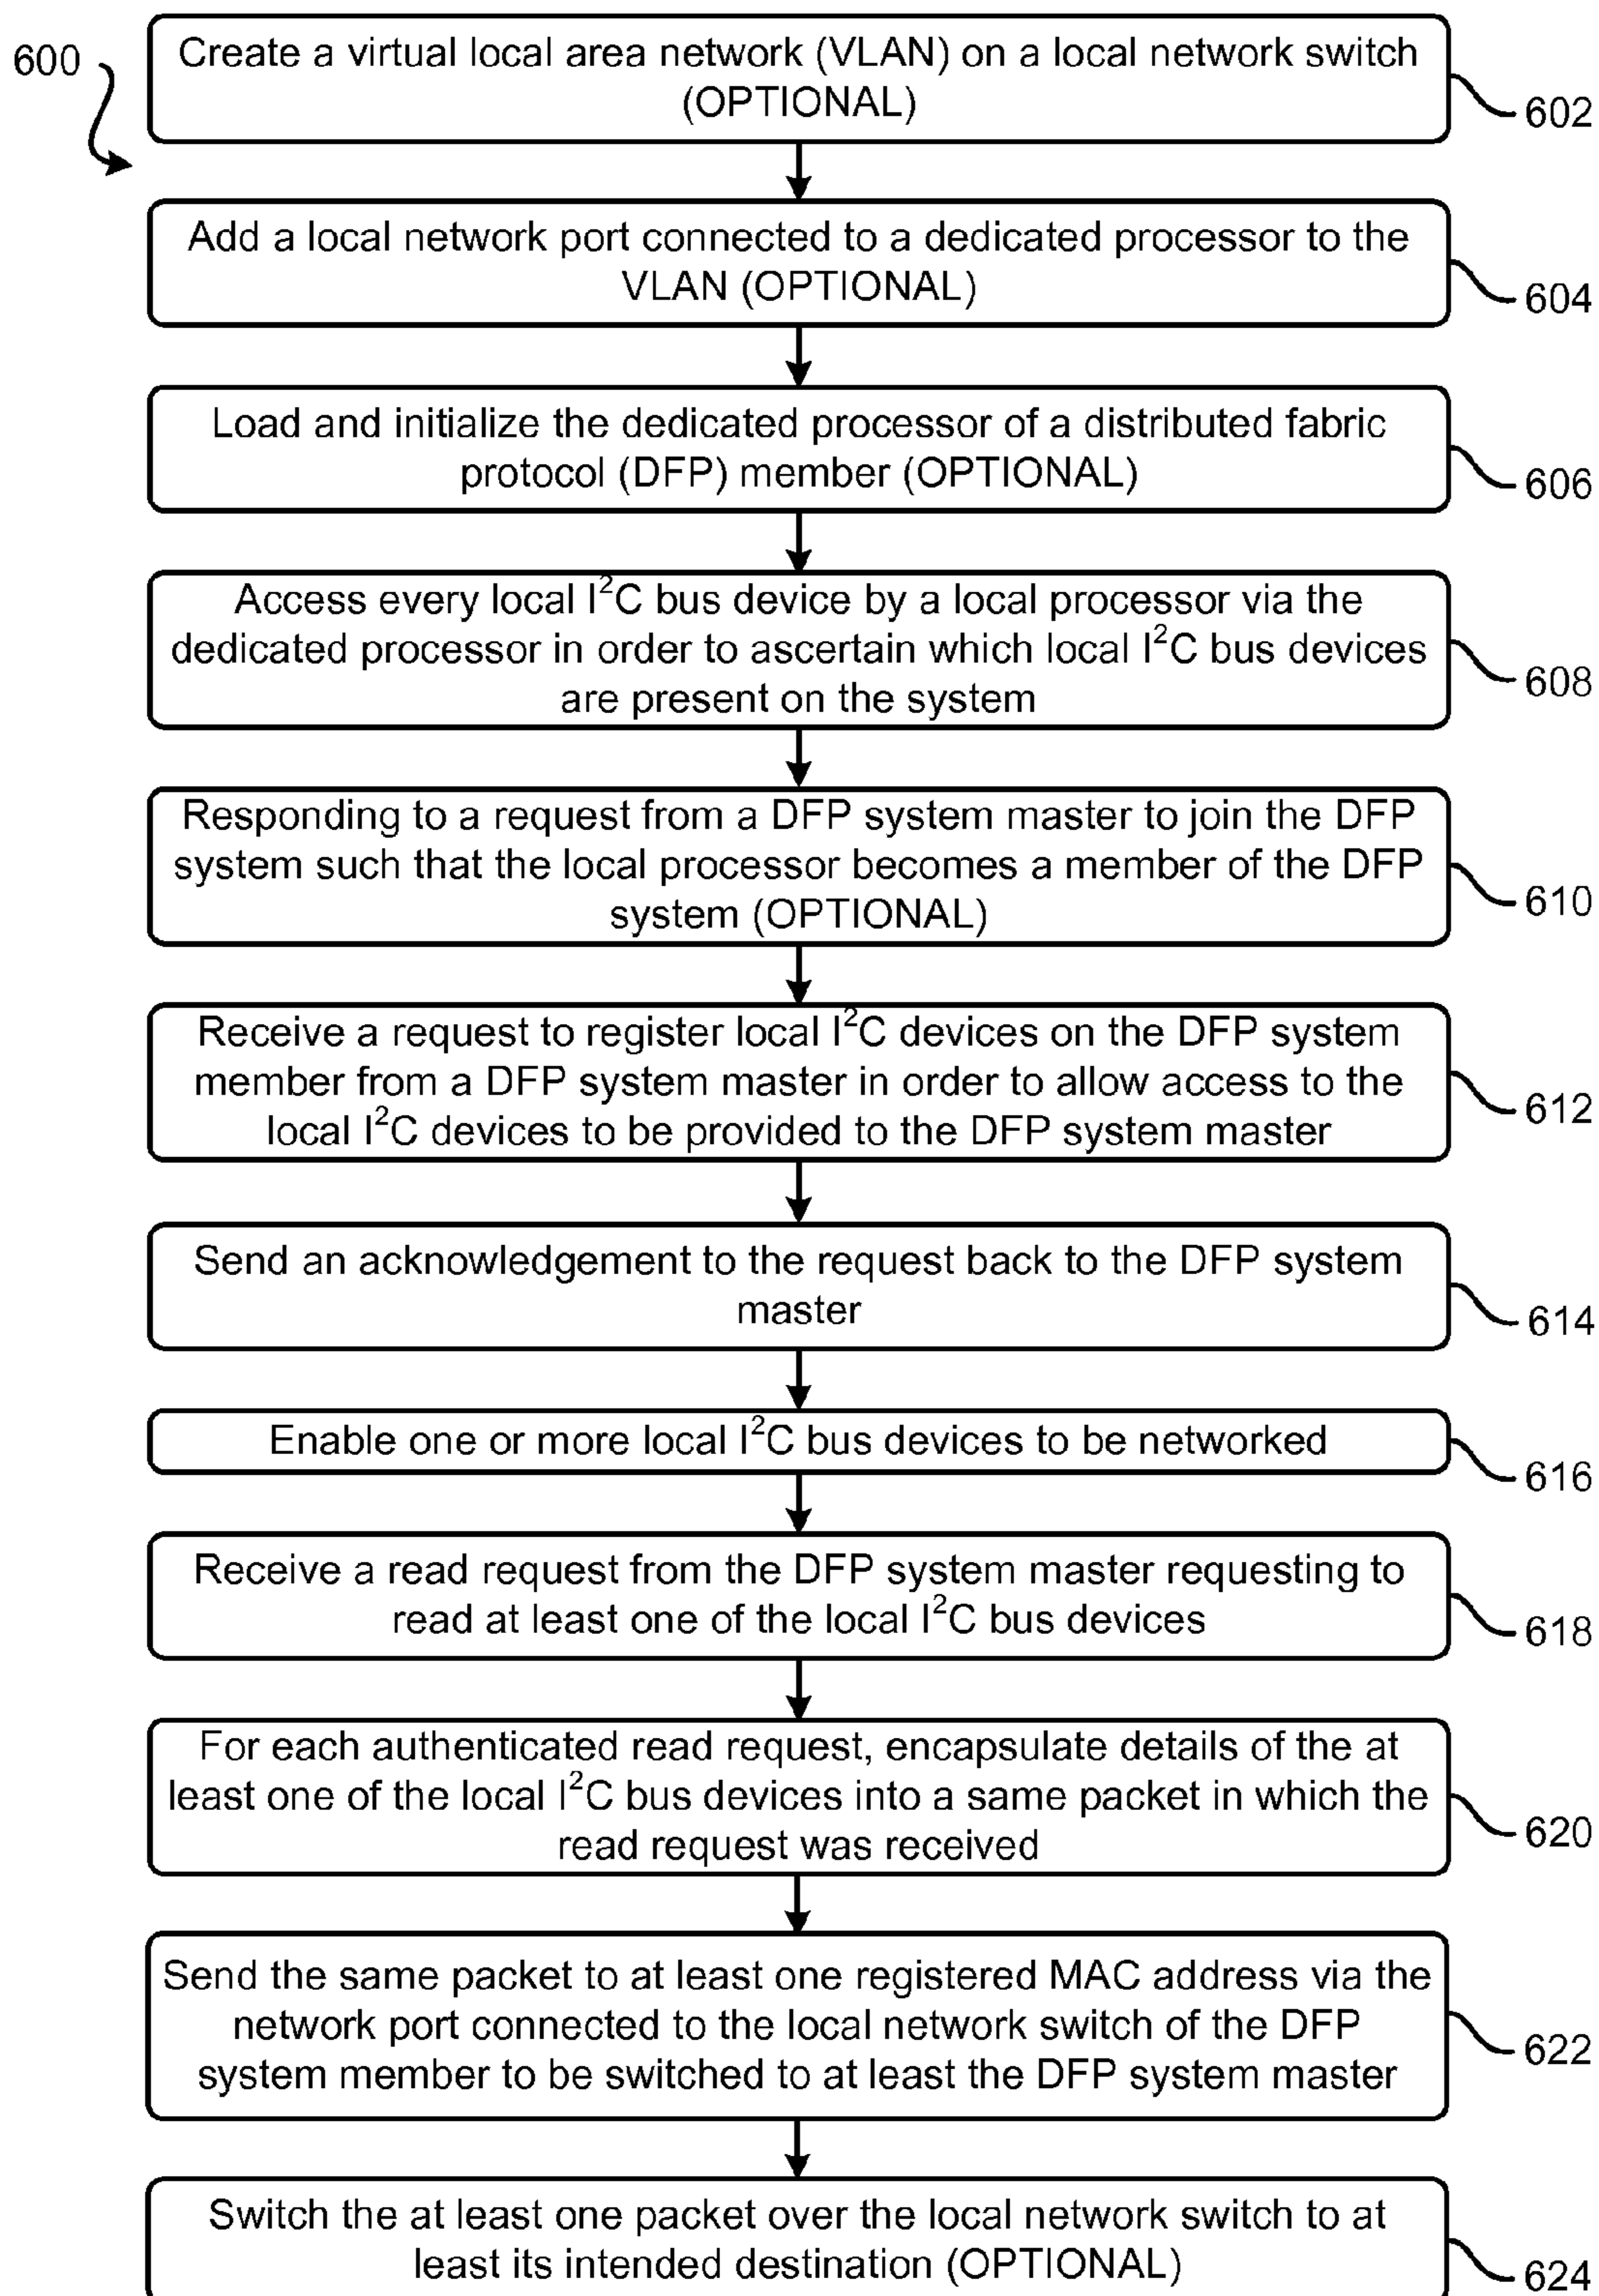 600
Create a virtual local area network (VLAN) on a local network switch
(OPTIONAL)
602
Add a local network port connected to a dedicated processor to the
VLAN (OPTIONAL)
604
Load and initialize the dedicated processor of a distributed fabric
protocol (DFP) member (OPTIONAL)
606
Access every local I²C bus device by a local processor via the
dedicated processor in order to ascertain which local I²C bus devices
are present on the system
608
Responding to a request from a DFP system master to join the DFP
system such that the local processor becomes a member of the DFP
system (OPTIONAL)
610
Receive a request to register local I²C devices on the DFP system
member from a DFP system master in order to allow access to the
local I²C devices to be provided to the DFP system master
612
Send an acknowledgement to the request back to the DFP system
master
614
Enable one or more local I²C bus devices to be networked
616
Receive a read request from the DFP system master requesting to
read at least one of the local I²C bus devices
618
For each authenticated read request, encapsulate details of the at
least one of the local I²C bus devices into a same packet in which the
read request was received
620
Send the same packet to at least one registered MAC address via the
network port connected to the local network switch of the DFP
system member to be switched to at least the DFP system master
622
Switch the at least one packet over the local network switch to at
least its intended destination (OPTIONAL)
624